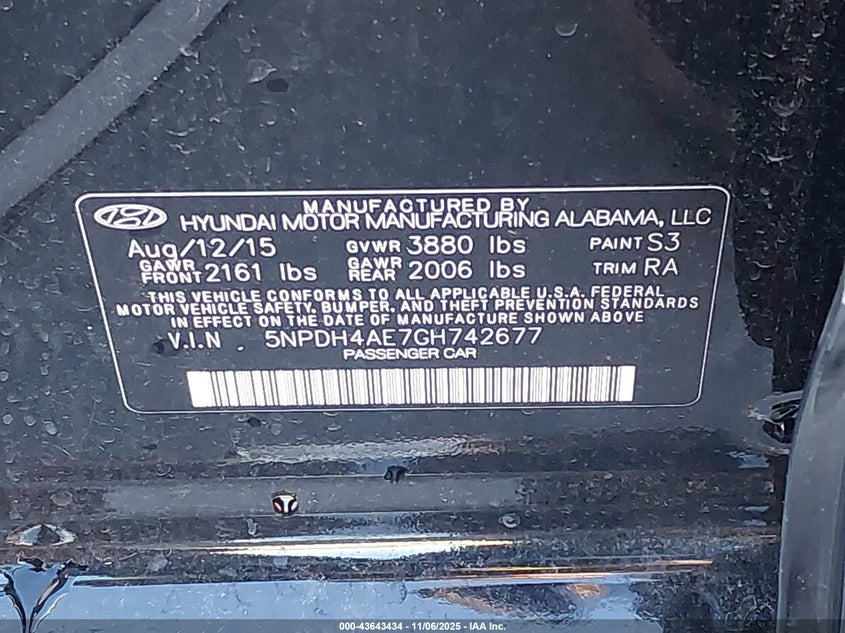 MANUFACTURED BY
HYUNDAI MOTOR MANUFACTURING ALABAMA, LLC
Aug/12/15 GVWR 3880 lbs PAINT S3
GAWR FRONT 2161 lbs GAWR REAR 2006 lbs TRIM RA
THIS VEHICLE CONFORMS TO ALL APPLICABLE U.S.A. FEDERAL
MOTOR VEHICLE SAFETY, BUMPER, AND THEFT PREVENTION STANDARDS
IN EFFECT ON THE DATE OF MANUFACTURE SHOWN ABOVE
V.I.N 5NPDH4AE7GH742677
PASSENGER CAR
000-43643434 - 11/06/2025 - IAA Inc.